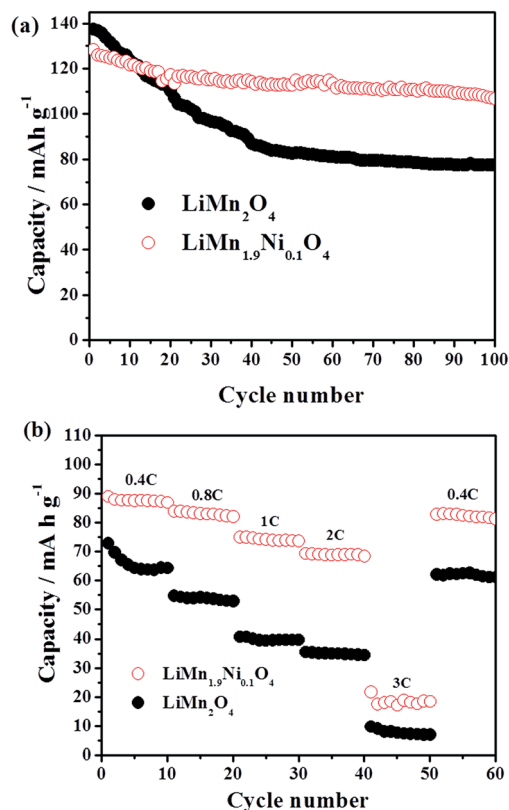 (a)
140
120
100
80
60
40
20
0
Capacity / mAh g⁻¹
LiMn₂O₄
LiMn₁.₉Ni₀.₁O₄
0 10 20 30 40 50 60 70 80 90 100
Cycle number
(b)
110
100
90
80
70
60
50
40
30
20
10
0
Capacity / mA h g⁻¹
0.4C
0.8C
1C
2C
3C
0.4C
LiMn₁.₉Ni₀.₁O₄
LiMn₂O₄
0 10 20 30 40 50 60
Cycle number